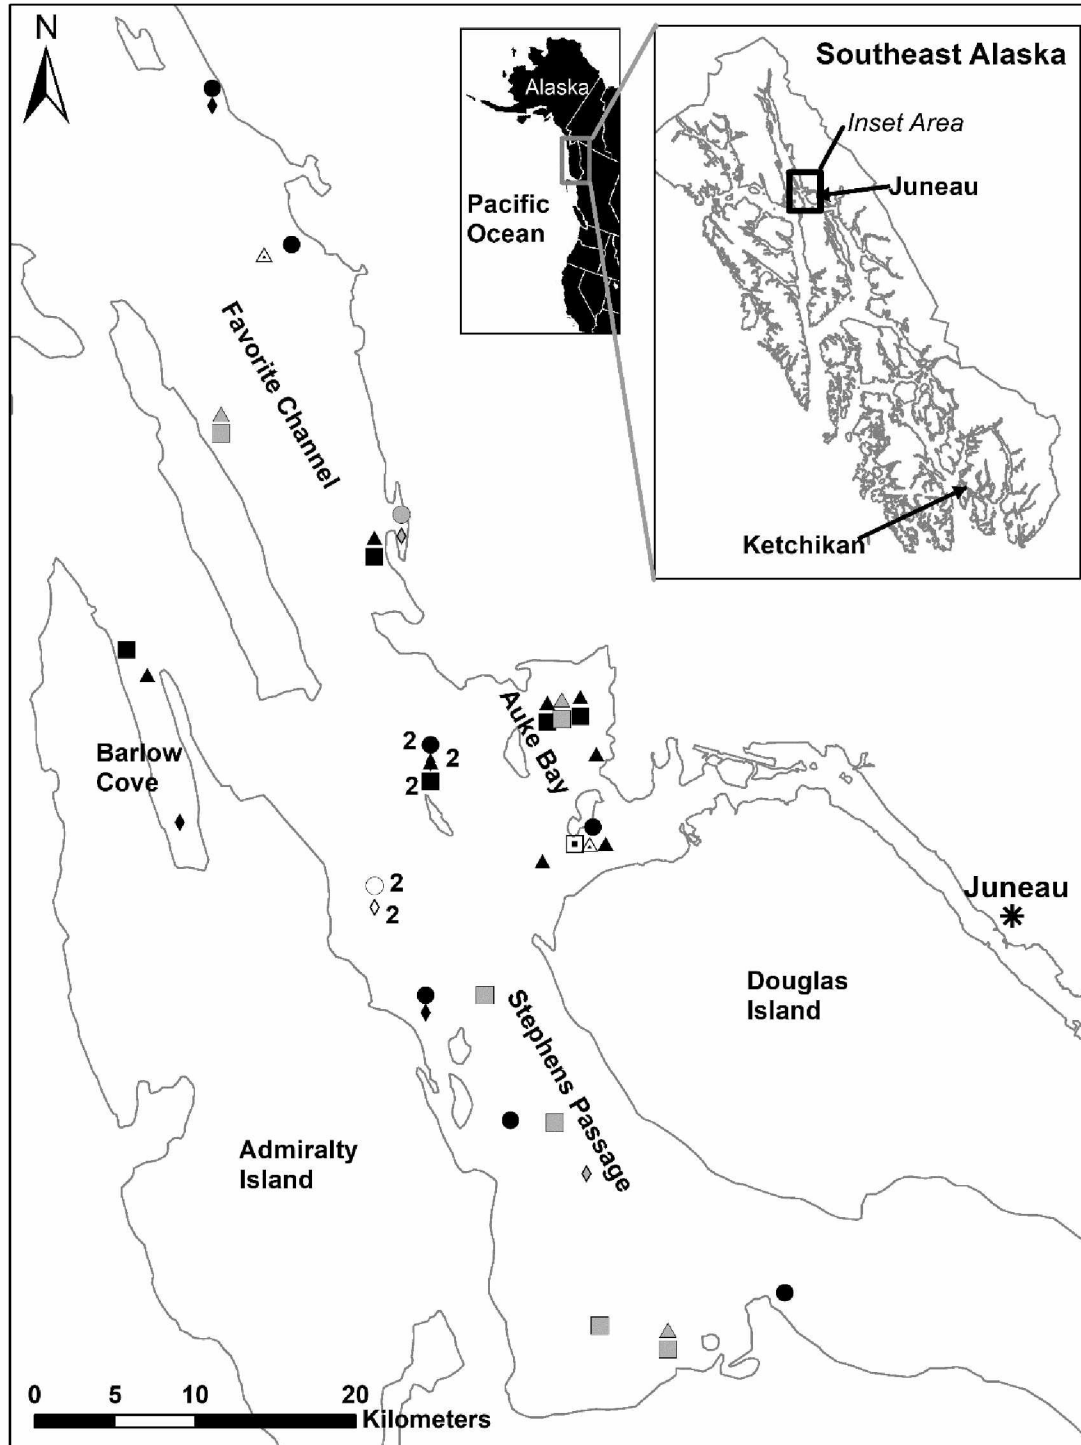 N
Alaska
Pacific
Ocean
Southeast Alaska
Inset Area
Juneau
Ketchikan
Favorite Channel
Auke Bay
Barlow
Cove
2
2
2
2
2
Juneau
Douglas
Island
Stephens Passage
Admiralty
Island
0 5 10 20
Kilometers